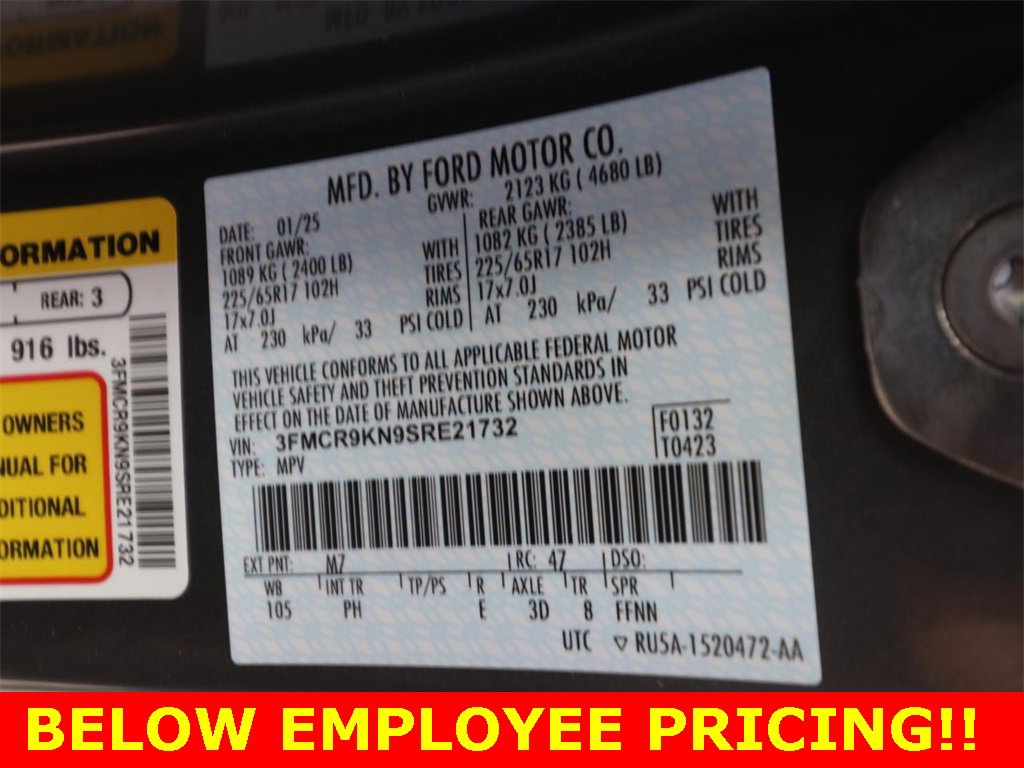 MFD. BY FORD MOTOR CO.
DATE: 01/25 GVWR: 2123 KG ( 4680 LB)
FRONT GAWR: WITH REAR GAWR: WITH
1089 KG ( 2400 LB) TIRES 1082 KG ( 2385 LB) TIRES
225/65R17 102H RIMS 225/65R17 102H RIMS
17x7.0J 17x7.0J
AT 230 kPa/ 33 PSI COLD AT 230 kPa/ 33 PSI COLD
THIS VEHICLE CONFORMS TO ALL APPLICABLE FEDERAL MOTOR
VEHICLE SAFETY AND THEFT PREVENTION STANDARDS IN
EFFECT ON THE DATE OF MANUFACTURE SHOWN ABOVE.
VIN: 3FMCR9KN9SRE21732 F0132
TYPE: MPV T0423
EXT PNT: M7 RC: 47 DSO:
WB INT TR TP/PS R AXLE TR SPR
105 PH E 3D 8 FFNN
UTC ▽ RU5A-1520472-AA
ORMATION
REAR: 3
916 lbs.
OWNERS
NUAL FOR
DITIONAL
ORMATION
3FMCR9KN9SRE21732
BELOW EMPLOYEE PRICING!!